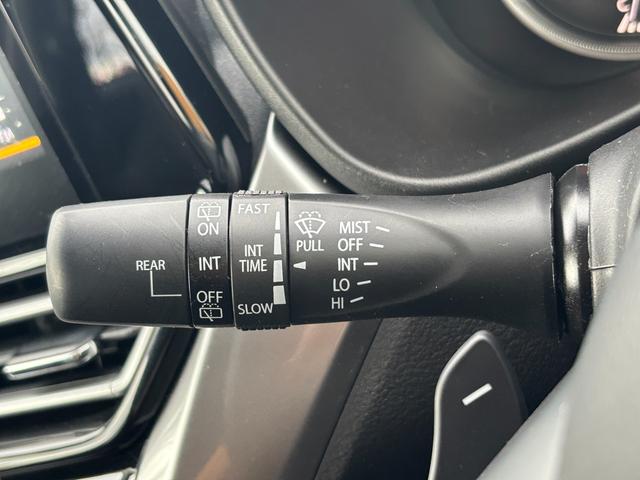 REAR
ON
INT
OFF
FAST
INT
TIME
SLOW
PULL
MIST
OFF
INT
LO
HI